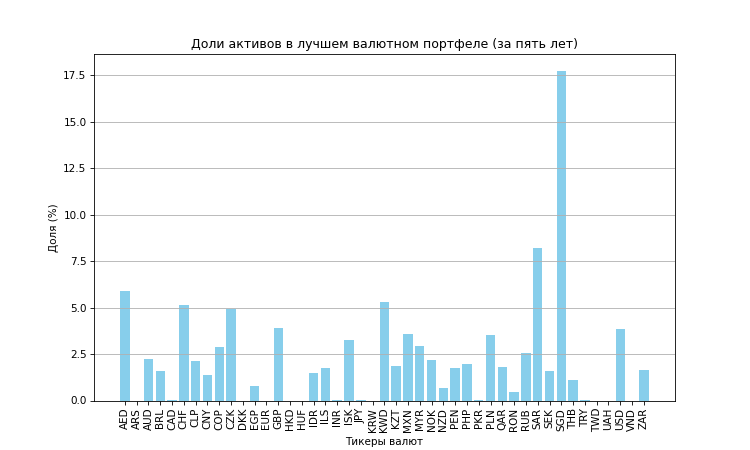 Доли активов в лучшем валютном портфеле (за пять лет)
Доля (%)
17.5
15.0
12.5
10.0
7.5
5.0
2.5
0.0
AED
ARS
AUD
BRL
CAD
CHF
CLP
CNY
COP
CZK
DKK
EGP
EUR
GBP
HKD
HUF
IDR
ILS
INR
ISK
JPY
KRW
KWD
KZT
MXN
MYR
NOK
NZD
PEN
PHP
PKR
PLN
QAR
RON
RUB
SAR
SEK
SGD
THB
TRY
TWD
UAH
USD
VND
ZAR
Тикеры валют